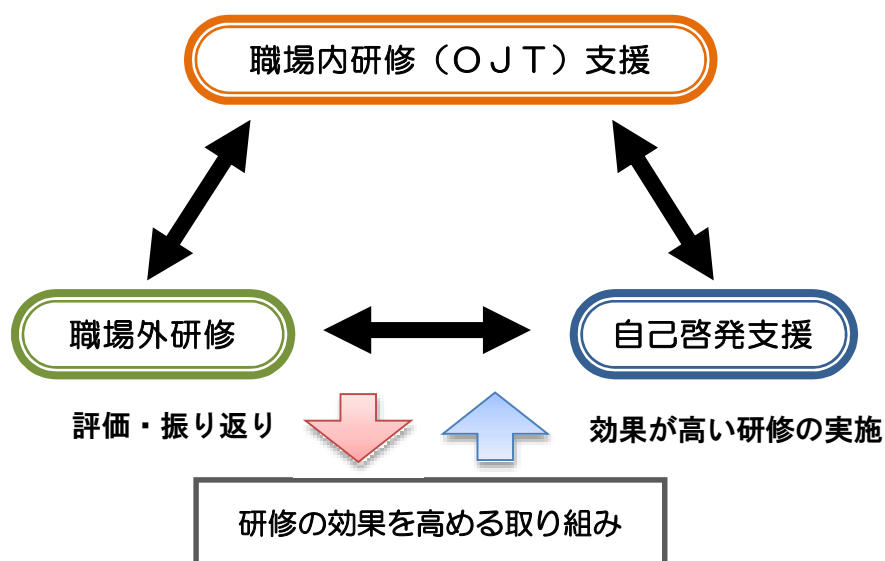 職場内研修（ＯＪＴ）支援
職場外研修
自己啓発支援
評価・振り返り
効果が高い研修の実施
研修の効果を高める取り組み